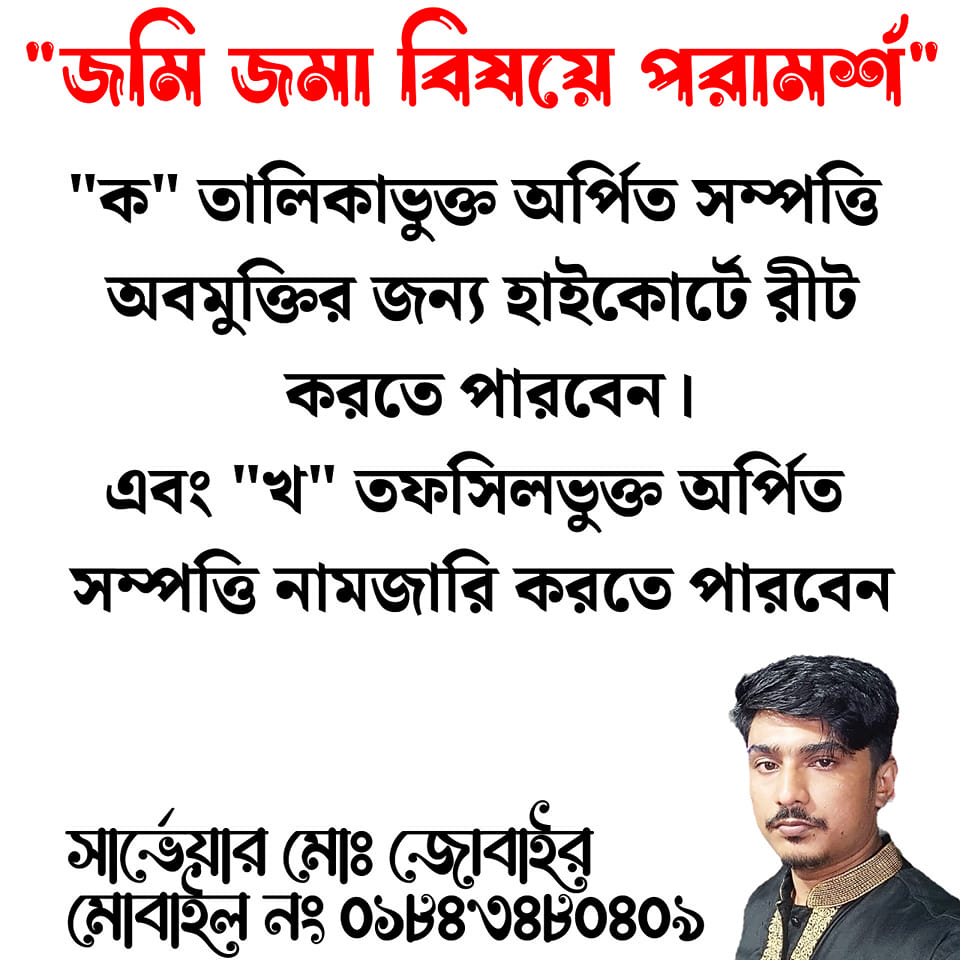 "জমি জমা বিষয়ে পরামর্শ"
"ক" তালিকাভুক্ত অর্পিত সম্পত্তি
অবমুক্তির জন্য হাইকোর্টে রীট
করতে পারবেন।
এবং "খ" তফসিলভুক্ত অর্পিত
সম্পত্তি নামজারি করতে পারবেন
সার্ভেয়ার মোঃ জোবাইর
মোবাইল নং ০১৮৪৩৪৮০৪০৯